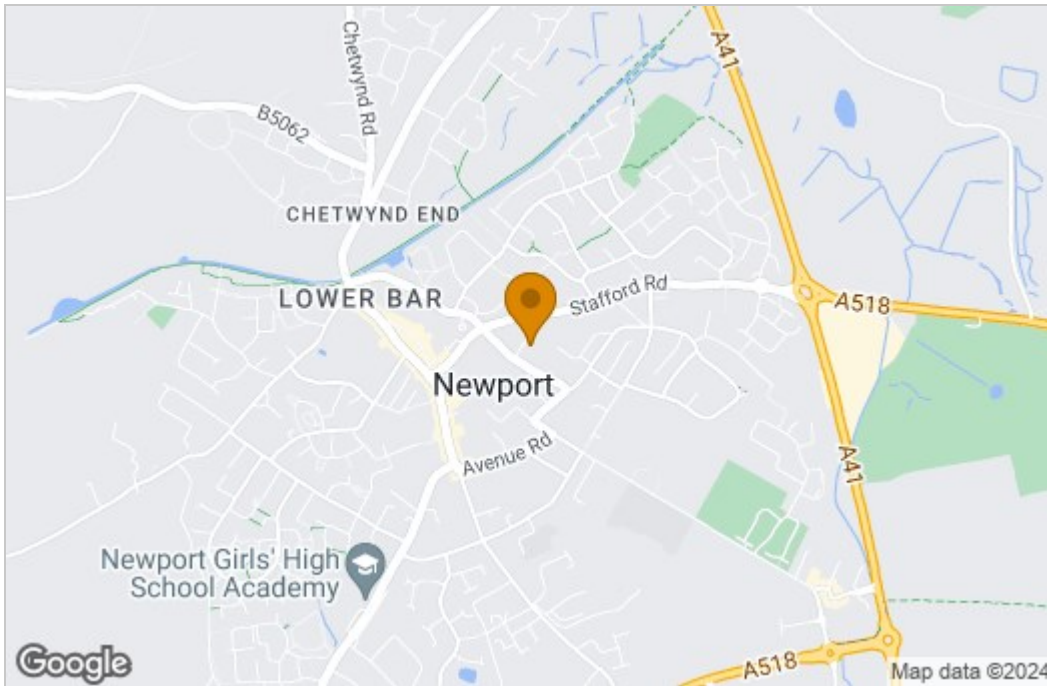 A41
Chetwynd Rd
B5062
CHETWYND END
A41
LOWER BAR
Stafford Rd
A518
Newport
Avenue Rd
A41
Newport Girls' High
School Academy
A518
Google
Map data ©2024